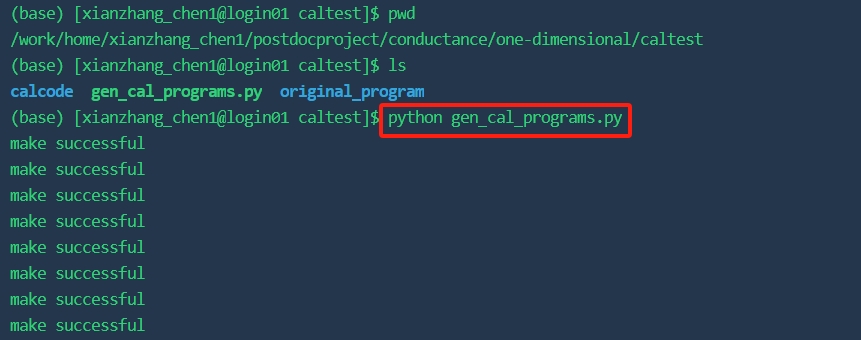 (base) [xianzhang_chen1@login01 caltest]$ pwd
/work/home/xianzhang_chen1/postdocproject/conductance/one-dimensional/caltest
(base) [xianzhang_chen1@login01 caltest]$ ls
calcode  gen_cal_programs.py  original_program
(base) [xianzhang_chen1@login01 caltest]$ python gen_cal_programs.py
make successful
make successful
make successful
make successful
make successful
make successful
make successful
make successful